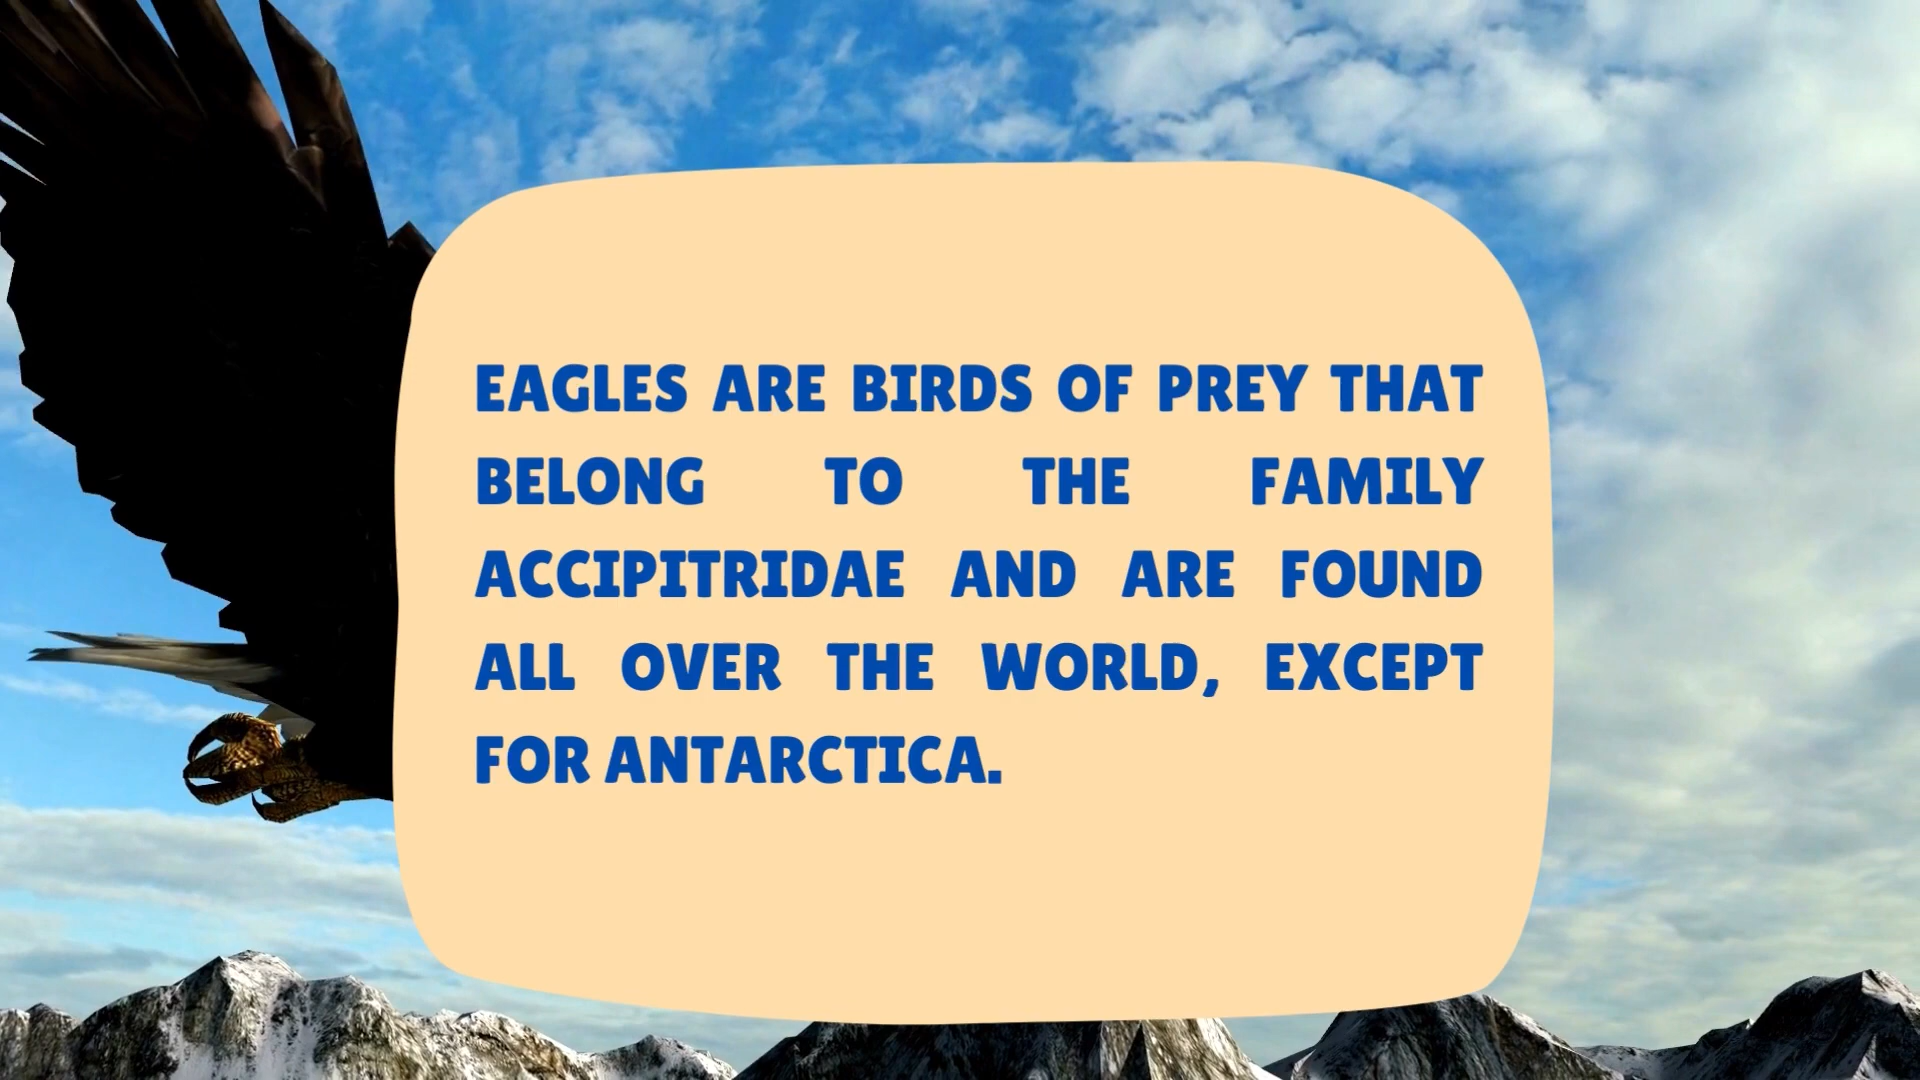 EAGLES ARE BIRDS OF PREY THAT
BELONG TO THE FAMILY
ACCIPITRIDAE AND ARE FOUND
ALL OVER THE WORLD, EXCEPT
FOR ANTARCTICA.